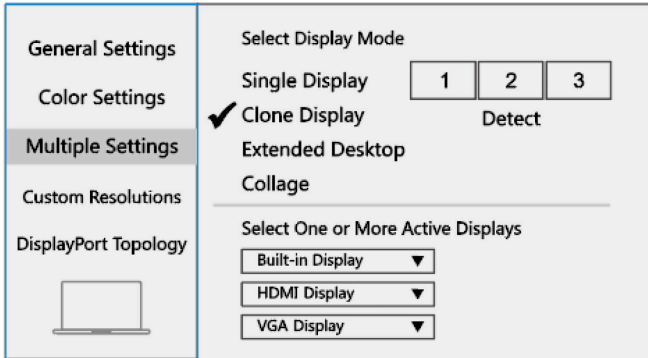 General Settings
Color Settings
Multiple Settings
Custom Resolutions
DisplayPort Topology
Select Display Mode
Single Display
1 2 3
Clone Display
Detect
Extended Desktop
Collage
Select One or More Active Displays
Built-in Display
HDMI Display
VGA Display